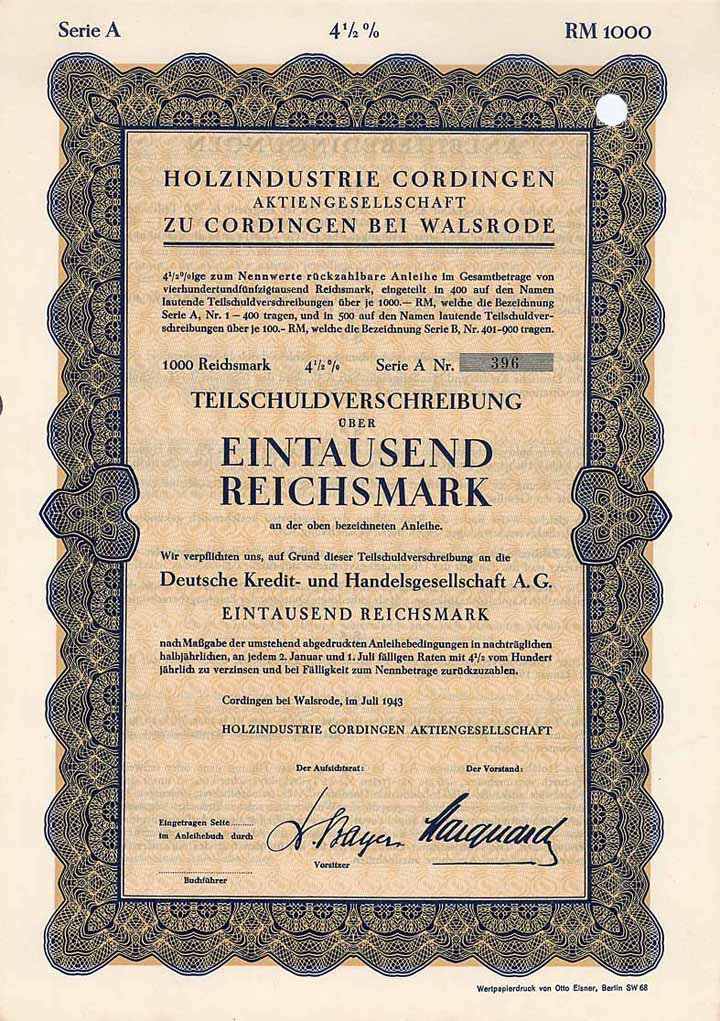 Serie A 4½% RM 1000
HOLZINDUSTRIE CORDINGEN
AKTIENGESELLSCHAFT
ZU CORDINGEN BEI WALSRODE
4½%ige zum Nennwerte rückzahlbare Anleihe im Gesamtbetrage von
vierhundertundfünfzigtausend Reichsmark, eingeteilt in 400 auf den Namen
lautende Teilschuldverschreibungen über je 1000.— RM, welche die Bezeichnung
Serie A, Nr. 1 – 400 tragen, und in 500 auf den Namen lautende Teilschuldver-
schreibungen über je 100.- RM, welche die Bezeichnung Serie B, Nr. 401-900 tragen.
1000 Reichsmark 4½% Serie A Nr. 396
TEILSCHULDVERSCHREIBUNG
ÜBER
EINTAUSEND
REICHSMARK
an der oben bezeichneten Anleihe.
Wir verpflichten uns, auf Grund dieser Teilschuldverschreibung an die
Deutsche Kredit- und Handelsgesellschaft A.G.
EINTAUSEND REICHSMARK
nach Maßgabe der umstehend abgedruckten Anleihebedingungen in nachträglichen
halbjährlichen, an jedem 2. Januar und 1. Juli fälligen Raten mit 4½ vom Hundert
jährlich zu verzinsen und bei Fälligkeit zum Nennbetrage zurückzuzahlen.
Cordingen bei Walsrode, im Juli 1943
HOLZINDUSTRIE CORDINGEN AKTIENGESELLSCHAFT
Der Aufsichtsrat: Der Vorstand:
Eingetragen Seite.........
im Anleihebuch durch
Vorsitzer
Buchführer
Wertpapierdruck von Otto Elsner, Berlin SW 68